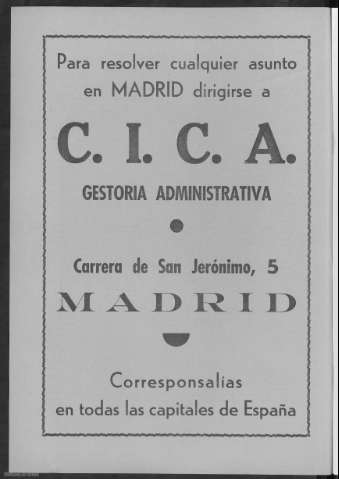 Para resolver cualquier asunto
en MADRID dirigirse a
C. I. C. A.
GESTORIA ADMINISTRATIVA
Carrera de San Jerónimo, 5
MADRID
Corresponsalías
en todas las capitales de España